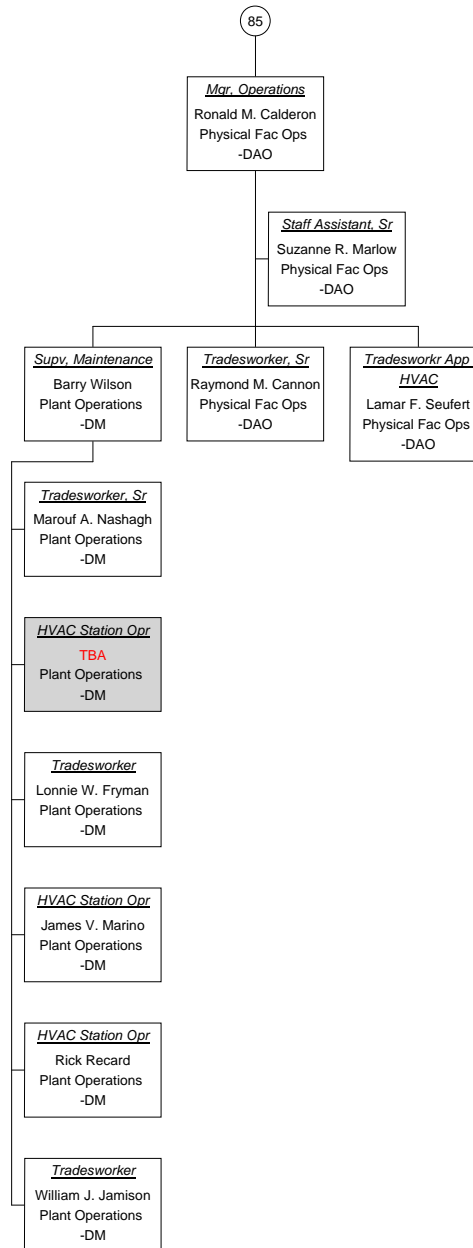 85
Mgr, Operations
Ronald M. Calderon
Physical Fac Ops
-DAO
Staff Assistant, Sr
Suzanne R. Marlow
Physical Fac Ops
-DAO
Supv, Maintenance
Barry Wilson
Plant Operations
-DM
Tradesworker, Sr
Raymond M. Cannon
Physical Fac Ops
-DAO
Tradesworkr App
HVAC
Lamar F. Seufert
Physical Fac Ops
-DAO
Tradesworker, Sr
Marouf A. Nashagh
Plant Operations
-DM
HVAC Station Opr
TBA
Plant Operations
-DM
Tradesworker
Lonnie W. Fryman
Plant Operations
-DM
HVAC Station Opr
James V. Marino
Plant Operations
-DM
HVAC Station Opr
Rick Recard
Plant Operations
-DM
Tradesworker
William J. Jamison
Plant Operations
-DM